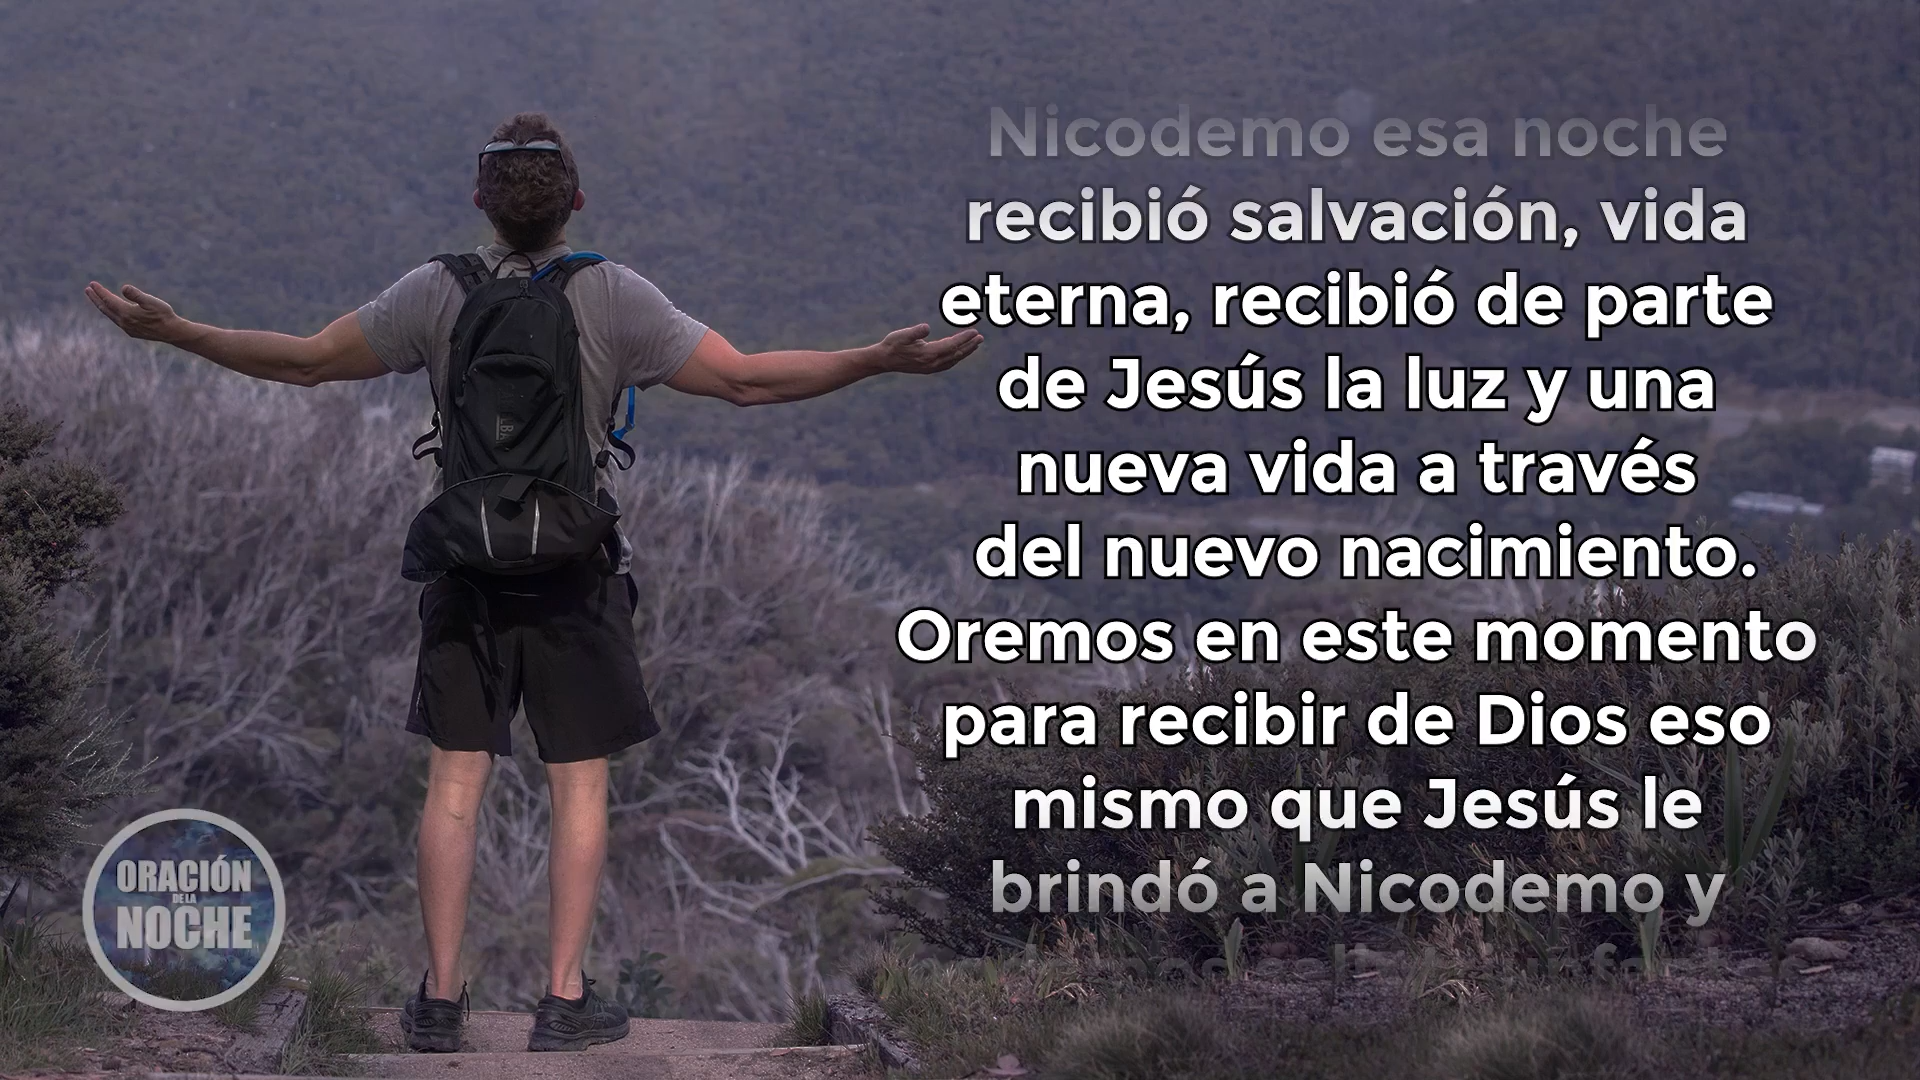 Nicodemo esa noche
recibió salvación, vida
eterna, recibió de parte
de Jesús la luz y una
nueva vida a través
del nuevo nacimiento.
Oremos en este momento
para recibir de Dios eso
mismo que Jesús le
brindó a Nicodemo y
ORACIÓN
DE LA
NOCHE